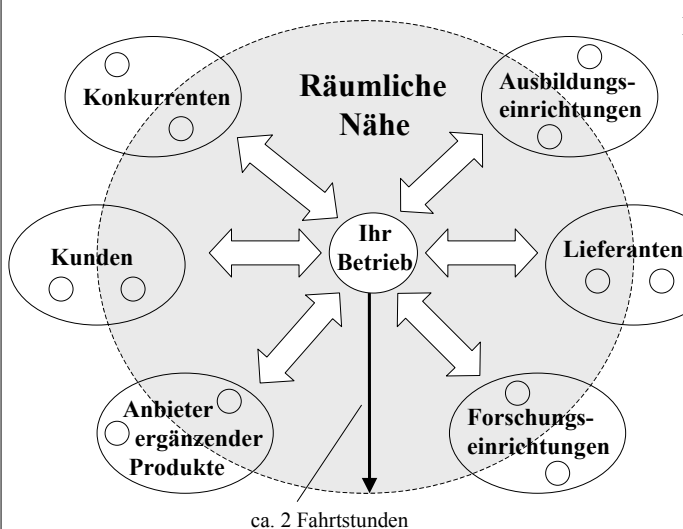 Räumliche
Nähe
Konkurrenten
Ausbildungs-
einrichtungen
Kunden
Ihr
Betrieb
Lieferanten
Anbieter
ergänzender
Produkte
Forschungs-
einrichtungen
ca. 2 Fahrtstunden